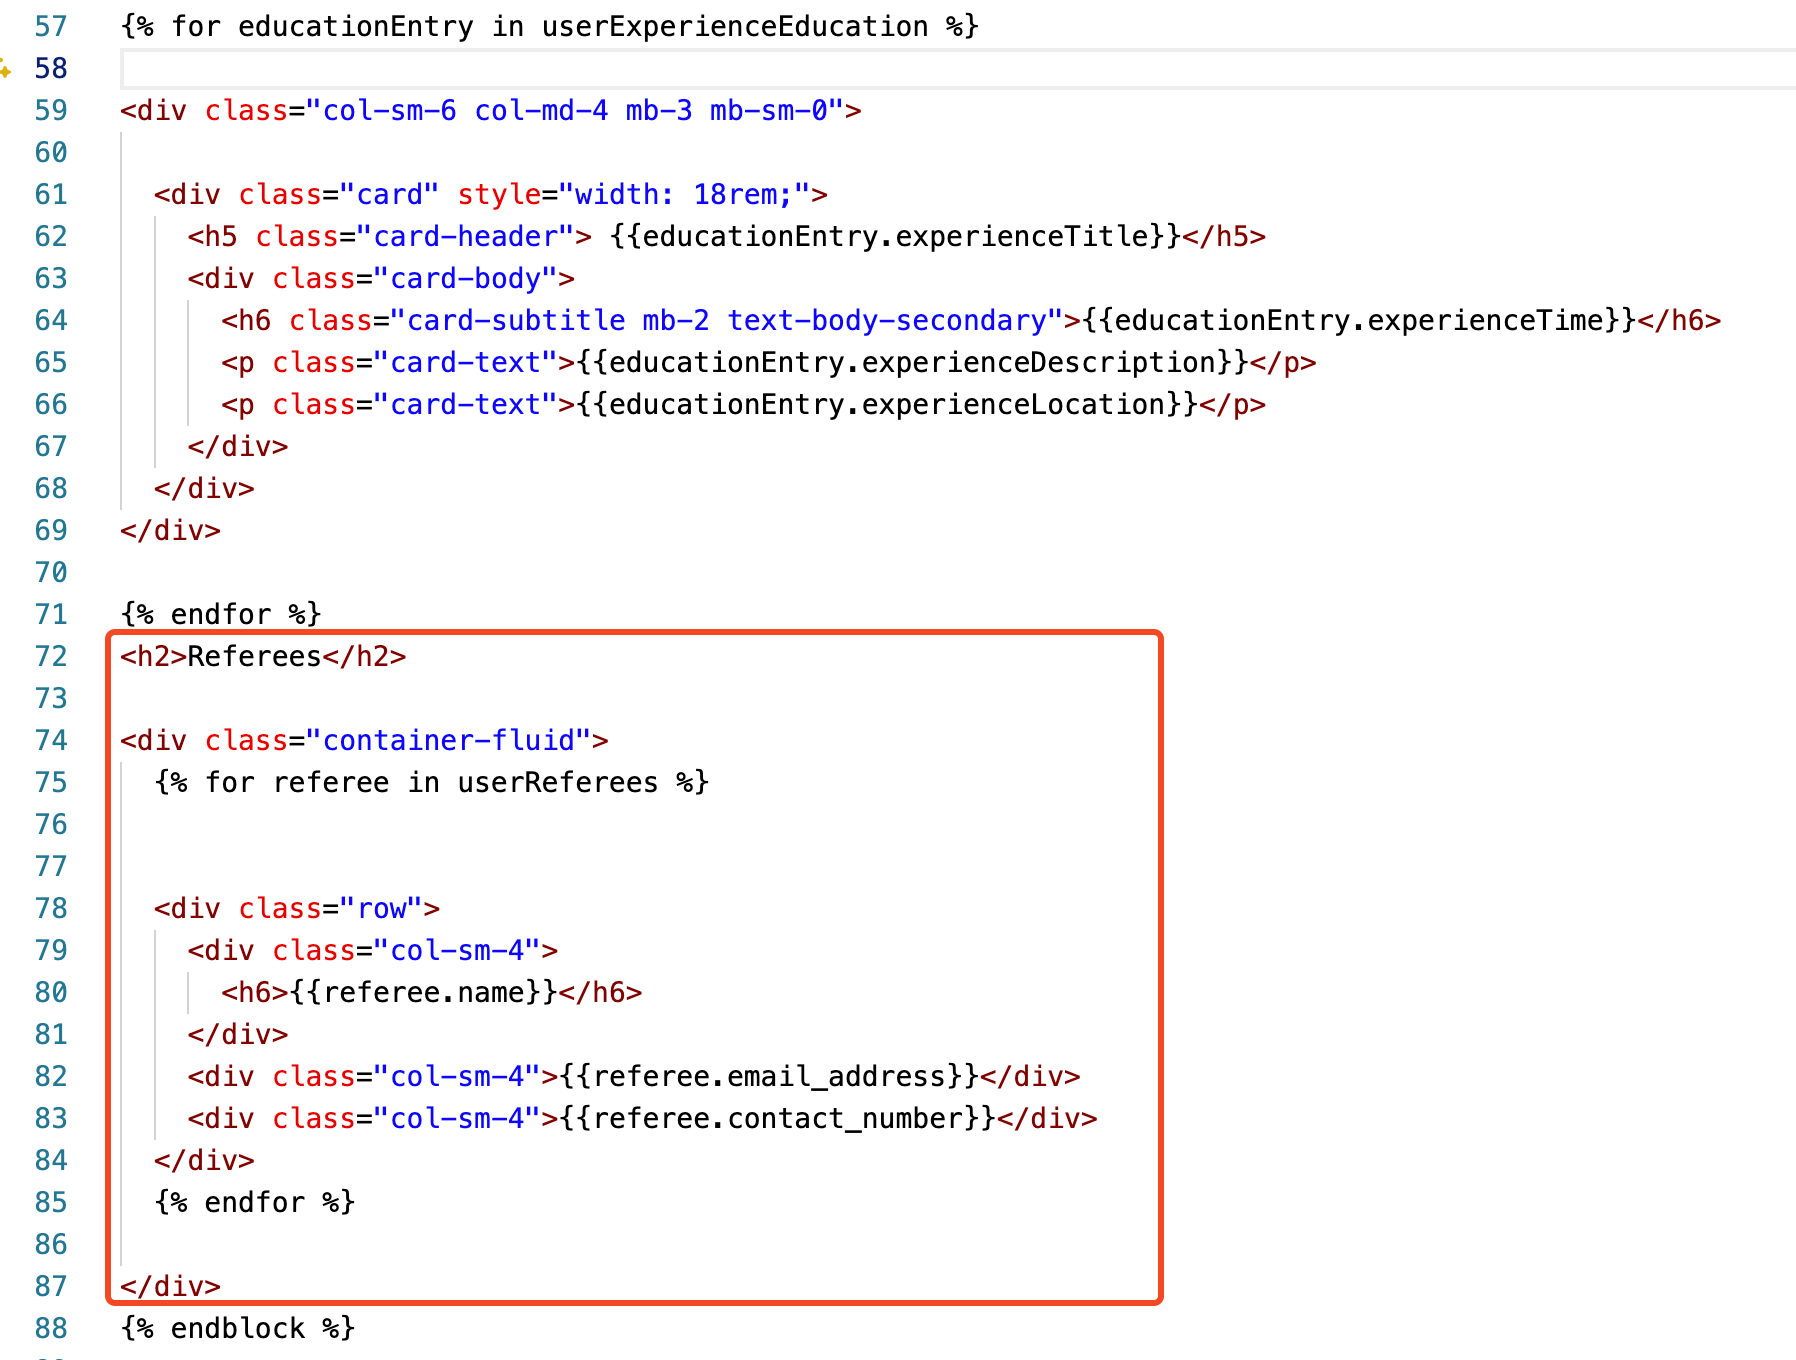 57 {% for educationEntry in userExperienceEducation %}
58
59 <div class="col-sm-6 col-md-4 mb-3 mb-sm-0">
60
61 <div class="card" style="width: 18rem;">
62 <h5 class="card-header"> {{educationEntry.experienceTitle}}</h5>
63 <div class="card-body">
64 <h6 class="card-subtitle mb-2 text-body-secondary">{{educationEntry.experienceTime}}</h6>
65 <p class="card-text">{{educationEntry.experienceDescription}}</p>
66 <p class="card-text">{{educationEntry.experienceLocation}}</p>
67 </div>
68 </div>
69 </div>
70
71 {% endfor %}
72 <h2>Referees</h2>
73
74 <div class="container-fluid">
75 {% for referee in userReferees %}
76
77
78 <div class="row">
79 <div class="col-sm-4">
80 <h6>{{referee.name}}</h6>
81 </div>
82 <div class="col-sm-4">{{referee.email_address}}</div>
83 <div class="col-sm-4">{{referee.contact_number}}</div>
84 </div>
85 {% endfor %}
86
87 </div>
88 {% endblock %}